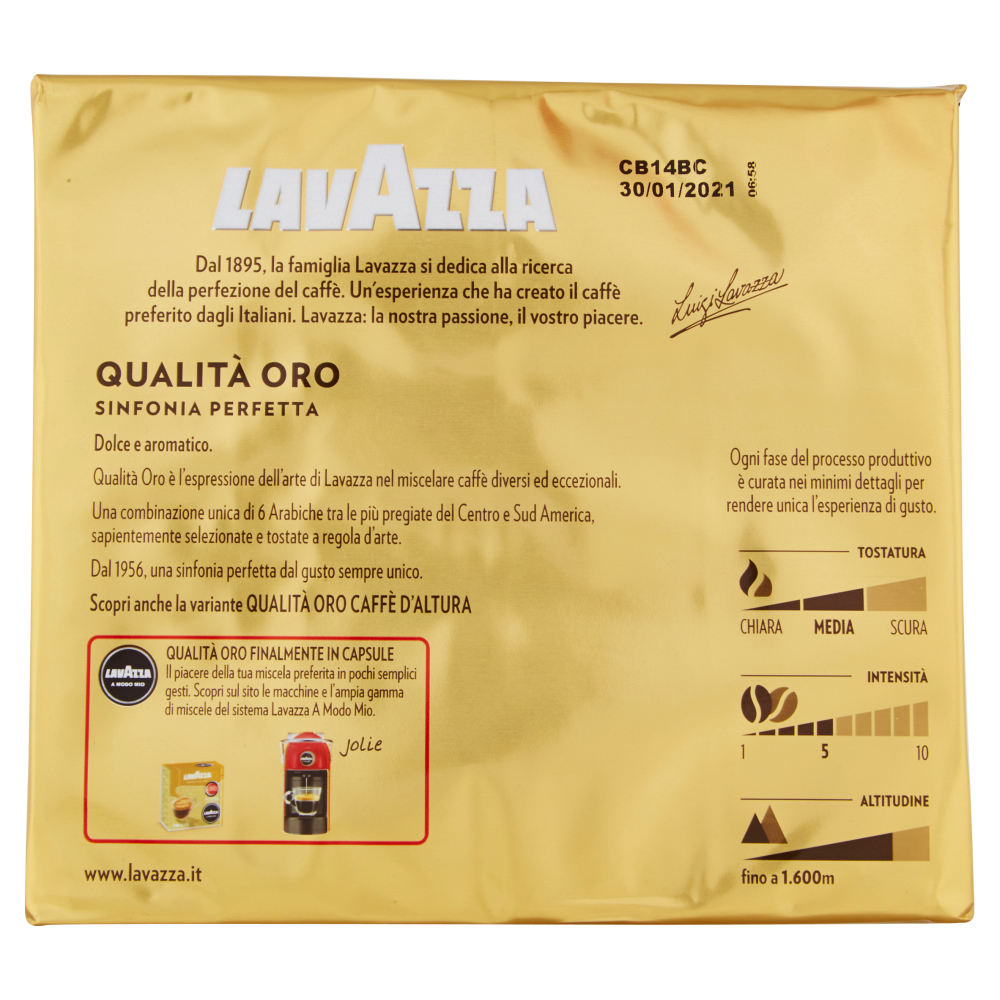 LAVAZZA
CB14BC
30/01/2021
06:58
Dal 1895, la famiglia Lavazza si dedica alla ricerca
della perfezione del caffè. Un'esperienza che ha creato il caffè
preferito dagli Italiani. Lavazza: la nostra passione, il vostro piacere.
Luigi Lavazza
QUALITÀ ORO
SINFONIA PERFETTA
Dolce e aromatico.
Qualità Oro è l'espressione dell'arte di Lavazza nel miscelare caffè diversi ed eccezionali.
Una combinazione unica di 6 Arabiche tra le più pregiate del Centro e Sud America,
sapientemente selezionate e tostate a regola d'arte.
Dal 1956, una sinfonia perfetta dal gusto sempre unico.
Scopri anche la variante QUALITÀ ORO CAFFÈ D'ALTURA
LAVAZZA
A MODO MIO
QUALITÀ ORO FINALMENTE IN CAPSULE
Il piacere della tua miscela preferita in pochi semplici
gesti. Scopri sul sito le macchine e l'ampia gamma
di miscele del sistema Lavazza A Modo Mio.
Jolie
LAVAZZA
LAVAZZA
www.lavazza.it
Ogni fase del processo produttivo
è curata nei minimi dettagli per
rendere unica l'esperienza di gusto.
TOSTATURA
CHIARA MEDIA SCURA
INTENSITÀ
1 5 10
ALTITUDINE
fino a 1.600m